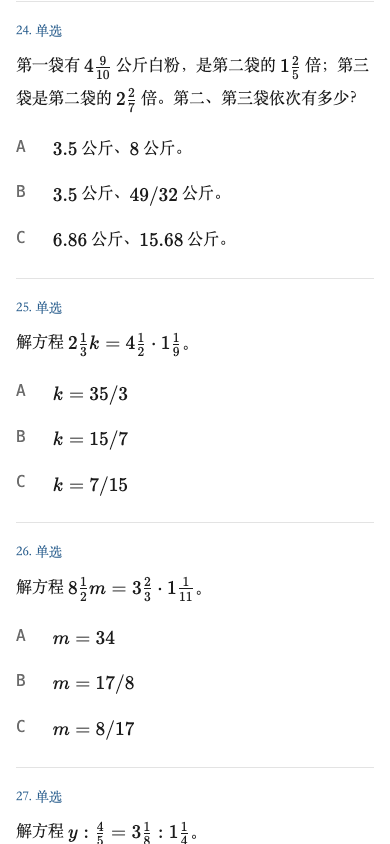 24. 单选
第一袋有 4 9/10 公斤白粉，是第二袋的 1 2/5 倍；第三
袋是第二袋的 2 2/7 倍。第二、第三袋依次有多少？
A 3.5 公斤、8 公斤。
B 3.5 公斤、49/32 公斤。
C 6.86 公斤、15.68 公斤。
25. 单选
解方程 2 1/3 k = 4 1/2 · 1 1/9。
A k = 35/3
B k = 15/7
C k = 7/15
26. 单选
解方程 8 1/2 m = 3 2/3 · 1 1/11。
A m = 34
B m = 17/8
C m = 8/17
27. 单选
解方程 y : 4/5 = 3 1/8 : 1 1/4。